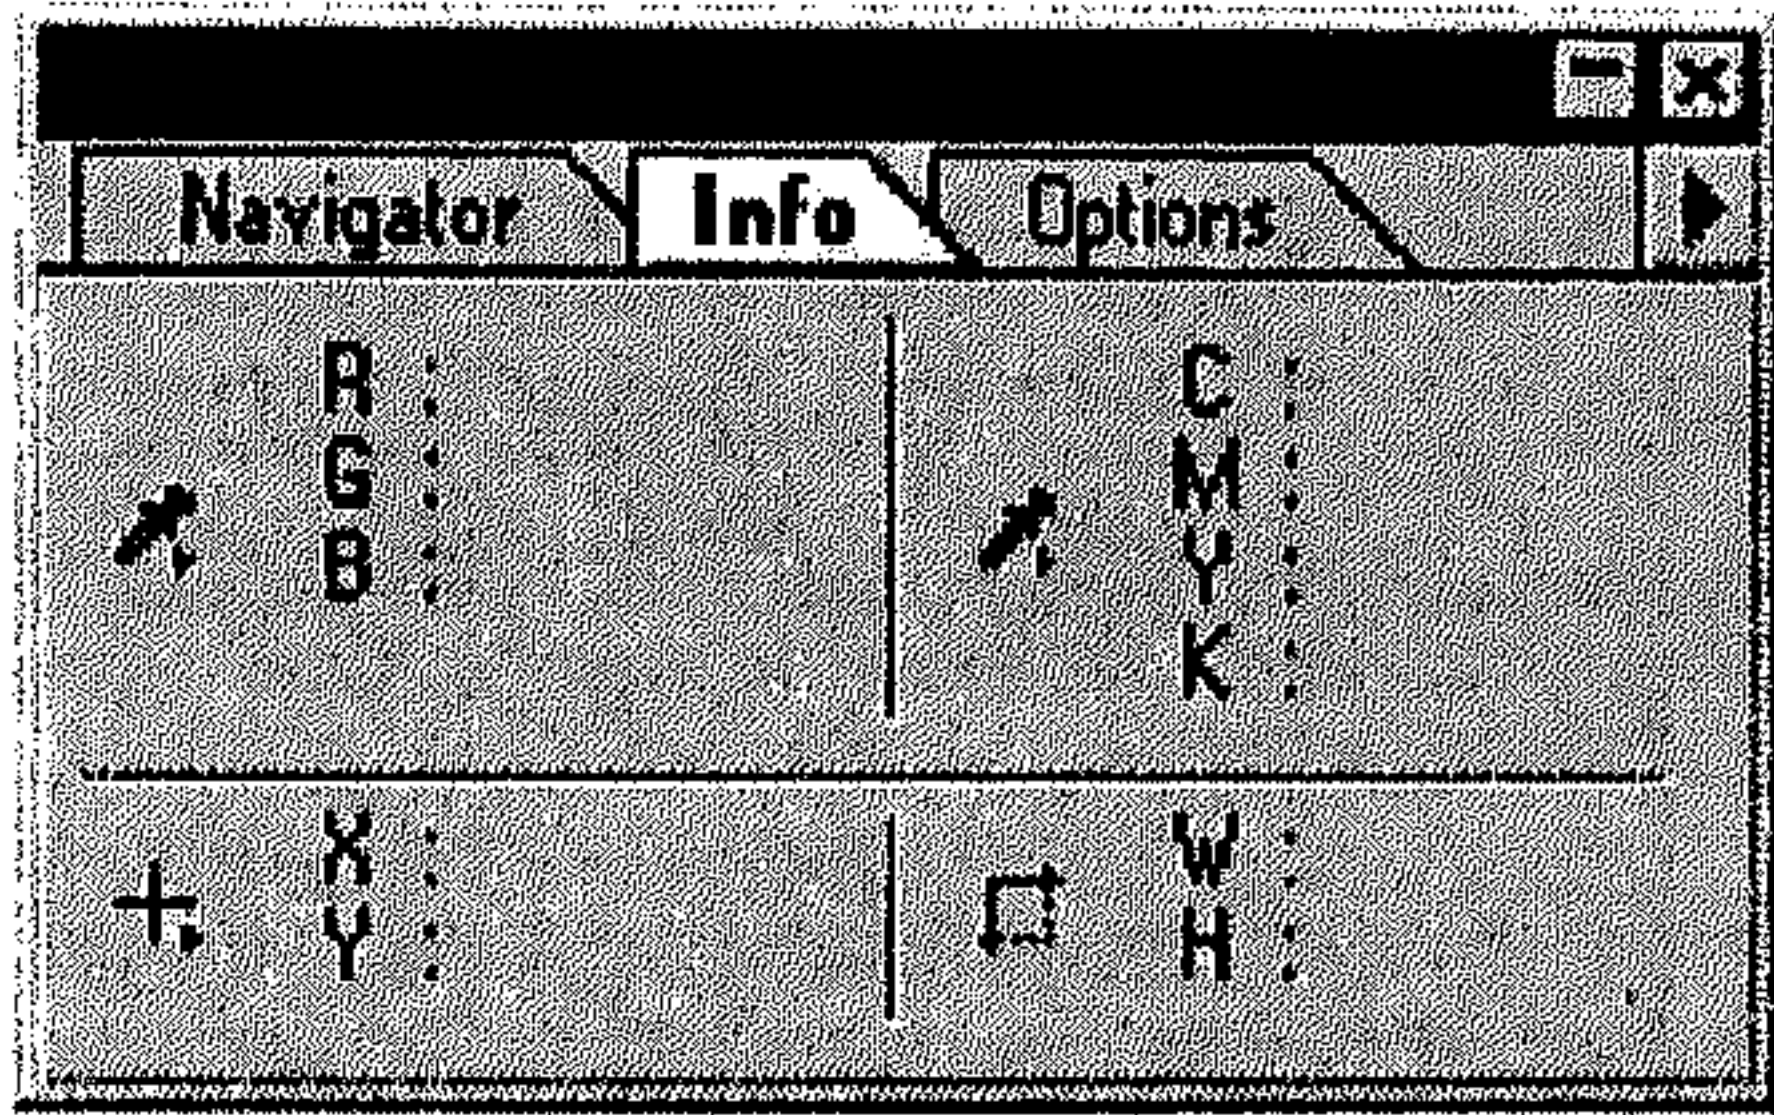 Navigator Info Options
R :
G :
B :
C :
M :
Y :
K :
X :
Y :
W :
H :